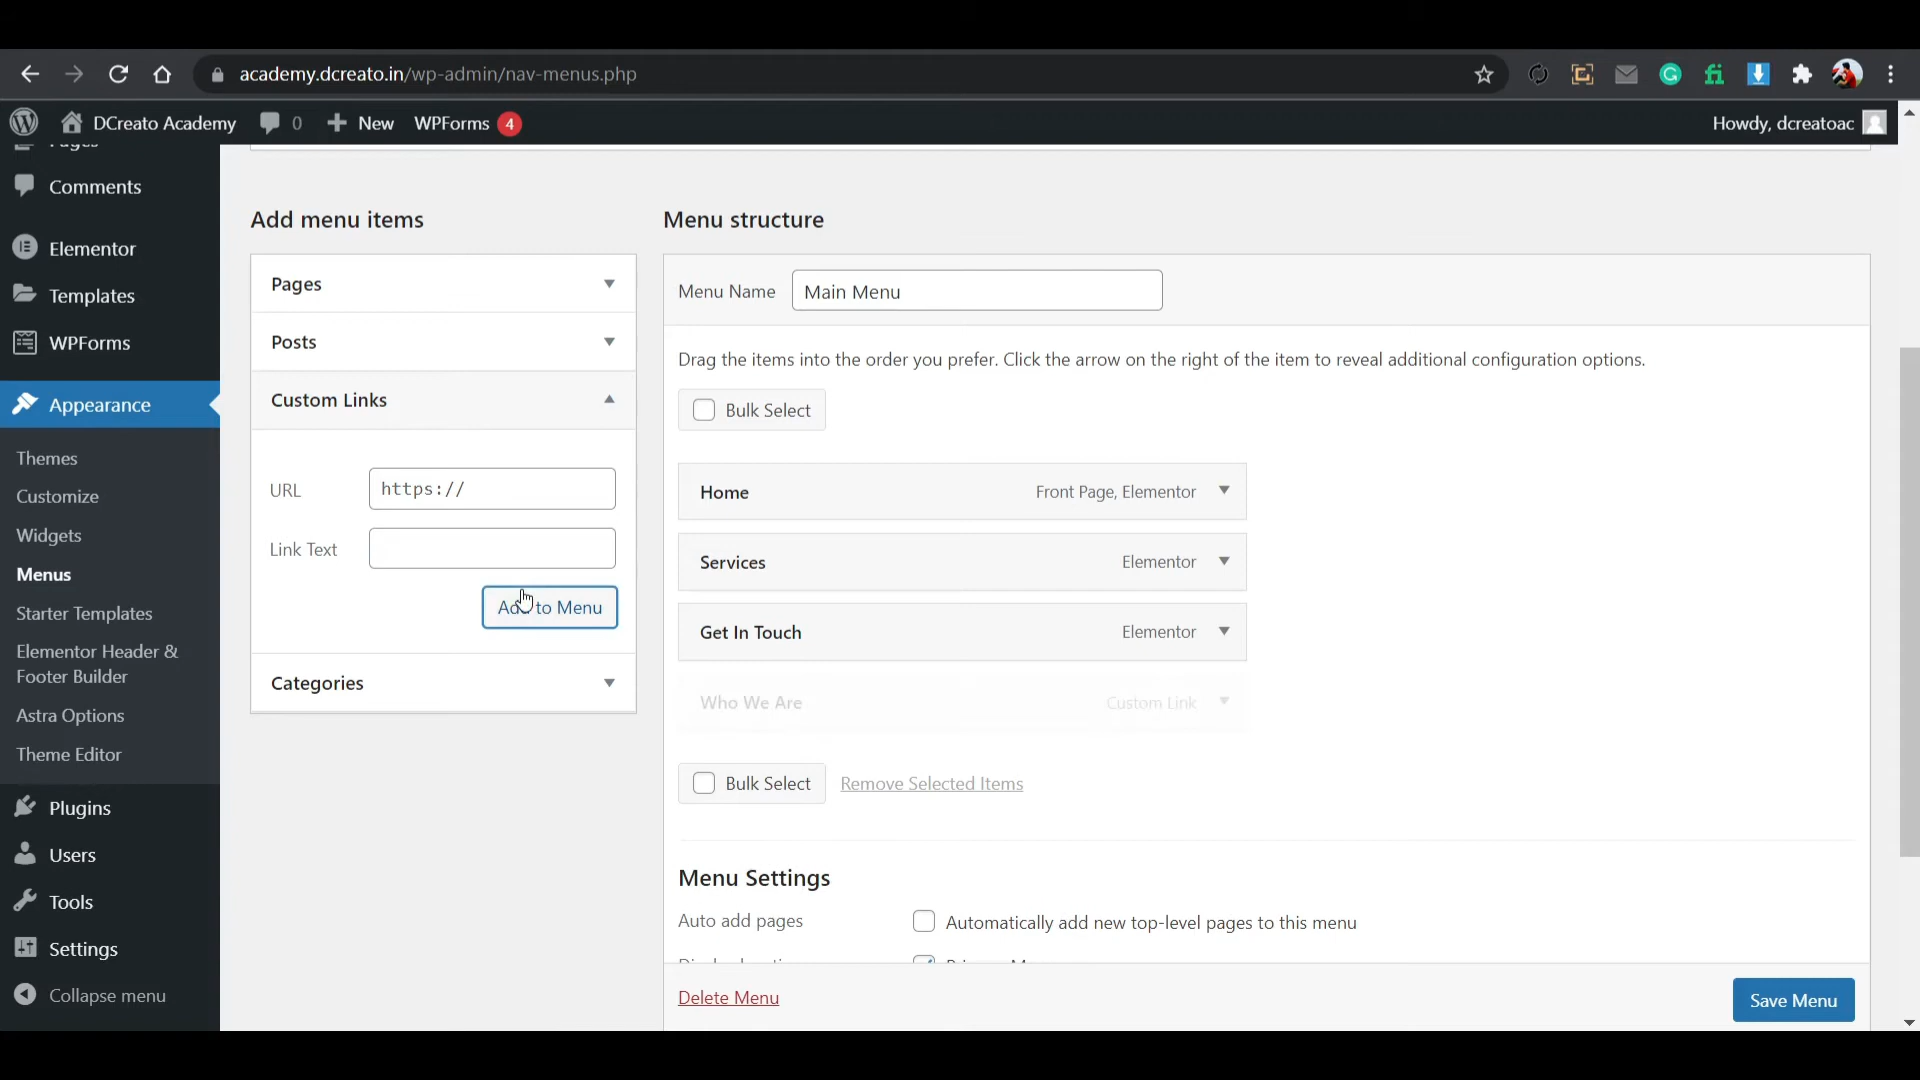 academy.dcreato.in/wp-admin/nav-menus.php
DCreato Academy 0 New WPForms 4 Howdy, dcreatoac
Pages
Comments
Elementor
Templates
WPForms
Appearance
Themes
Customize
Widgets
Menus
Starter Templates
Elementor Header &
Footer Builder
Astra Options
Theme Editor
Plugins
Users
Tools
Settings
Collapse menu
Add menu items
Pages
Posts
Custom Links
URL https://
Link Text
Add to Menu
Categories
Menu structure
Menu Name Main Menu
Drag the items into the order you prefer. Click the arrow on the right of the item to reveal additional configuration options.
Bulk Select
Home Front Page, Elementor
Services Elementor
Get In Touch Elementor
Who We Are Custom Link
Bulk Select Remove Selected Items
Menu Settings
Auto add pages Automatically add new top-level pages to this menu
Delete Menu Save Menu